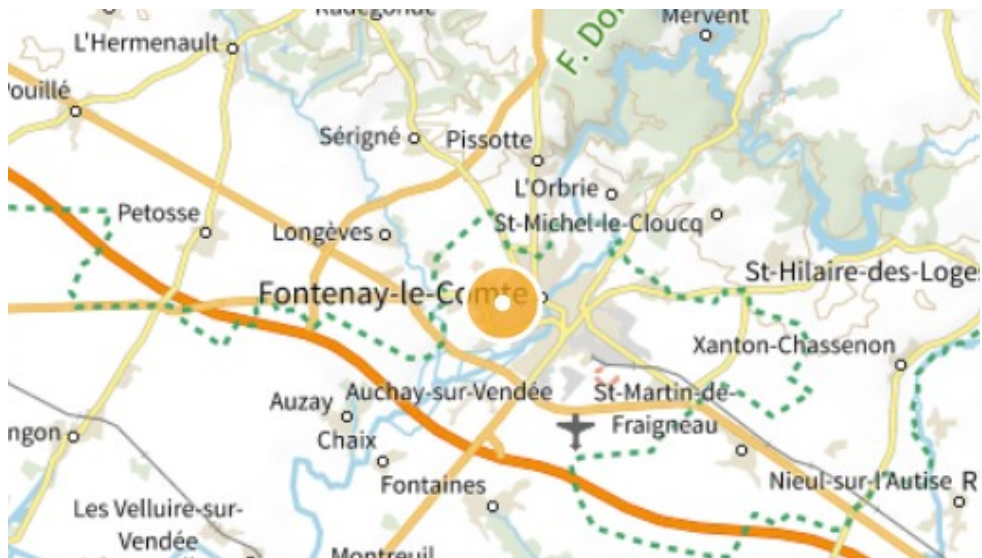 Mervent
L'Hermenault
F. Do
Pissotte
Sérigné
L'Orbrie
Petosse
St-Michel-le-Cloucq
Longèves
St-Hilaire-des-Loges
Fontenay-le-Comte
Xanton-Chassenon
Auchay-sur-Vendée
St-Martin-de-
Fraigneau
Auzay
Chaix
Fontaines
Nieul-sur-l'Autise
R
Les Velluire-sur-
Vendée
Montreuil